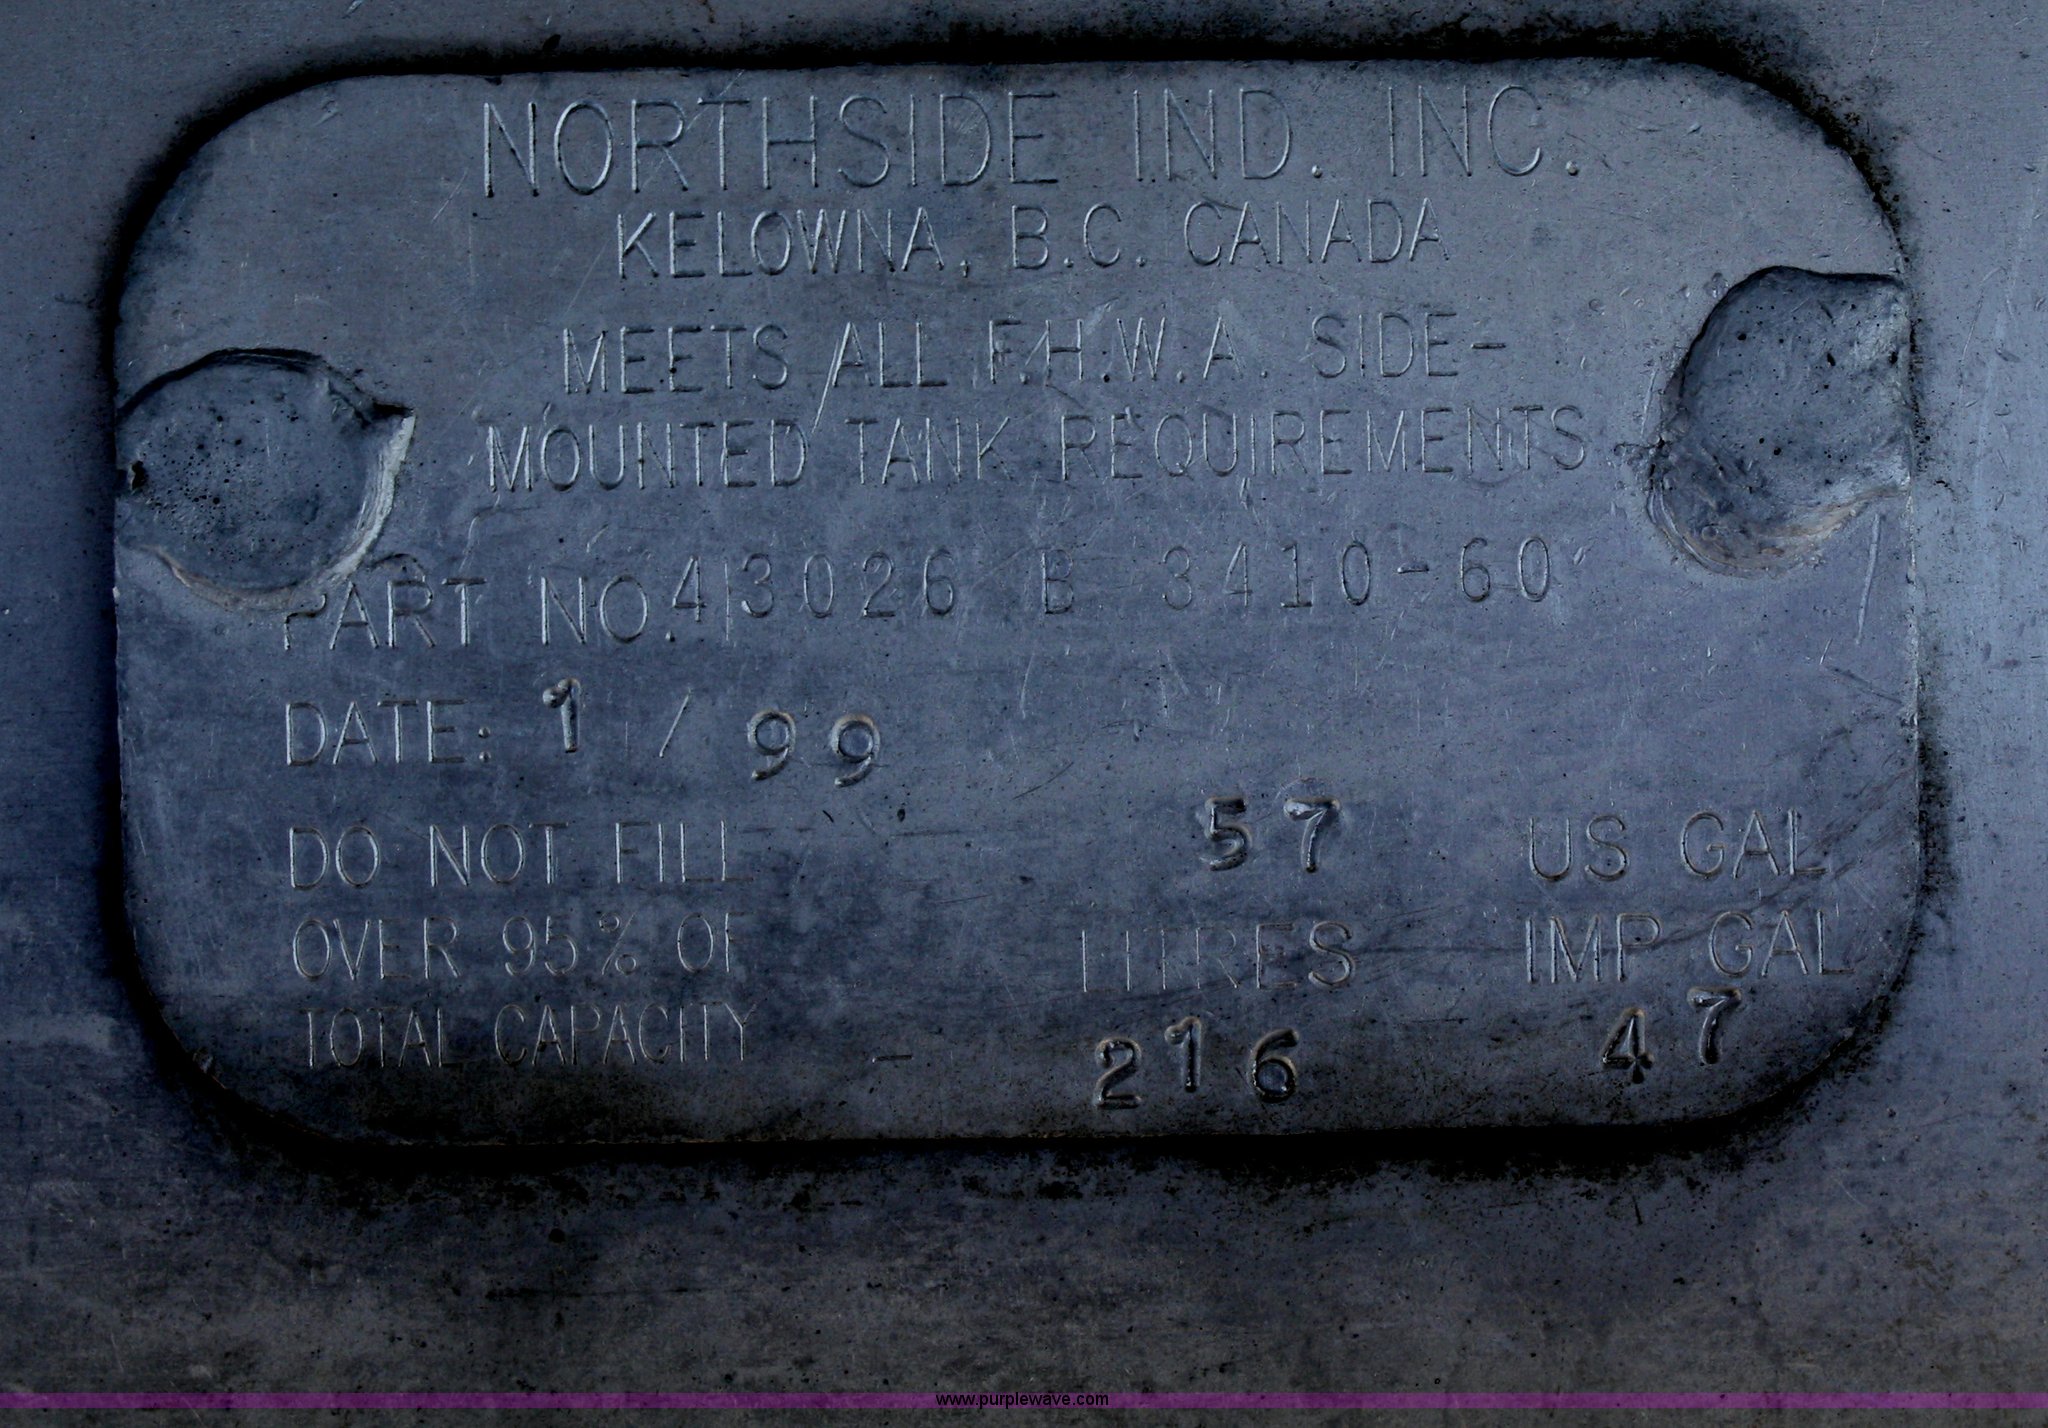 NORTHSIDE IND. INC.
KELOWNA, B.C. CANADA
MEETS ALL F.H.W.A. SIDE-
MOUNTED TANK REQUIREMENTS
PART NO. 43026 B 3410-60
DATE: 1 / 99
57 US GAL
DO NOT FILL
OVER 95% OF LITRES IMP GAL
TOTAL CAPACITY 216 47
www.purplewave.com